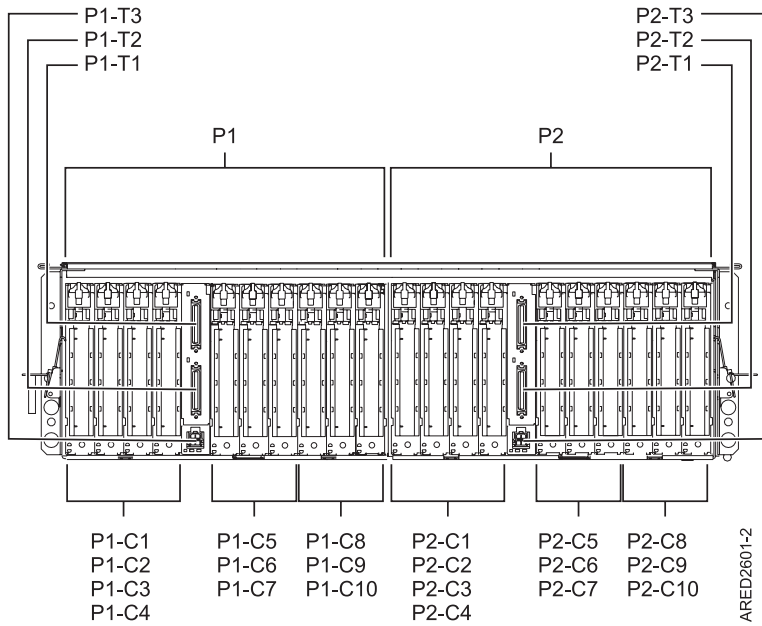 P1-T3
P1-T2
P1-T1
P2-T3
P2-T2
P2-T1
P1
P2
P1-C1
P1-C2
P1-C3
P1-C4
P1-C5
P1-C6
P1-C7
P1-C8
P1-C9
P1-C10
P2-C1
P2-C2
P2-C3
P2-C4
P2-C5
P2-C6
P2-C7
P2-C8
P2-C9
P2-C10
ARED2601-2